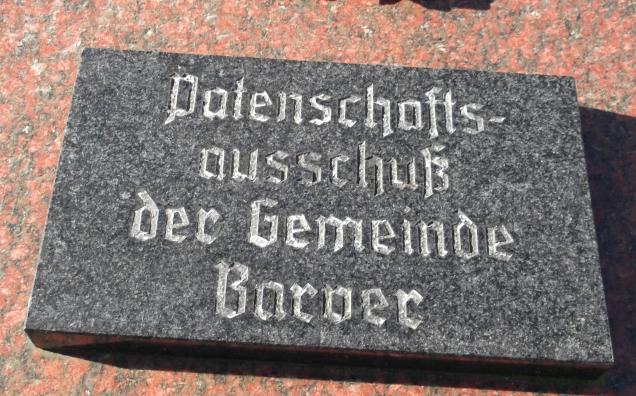 Patenschafts-
ausschuß
der Gemeinde
Barver